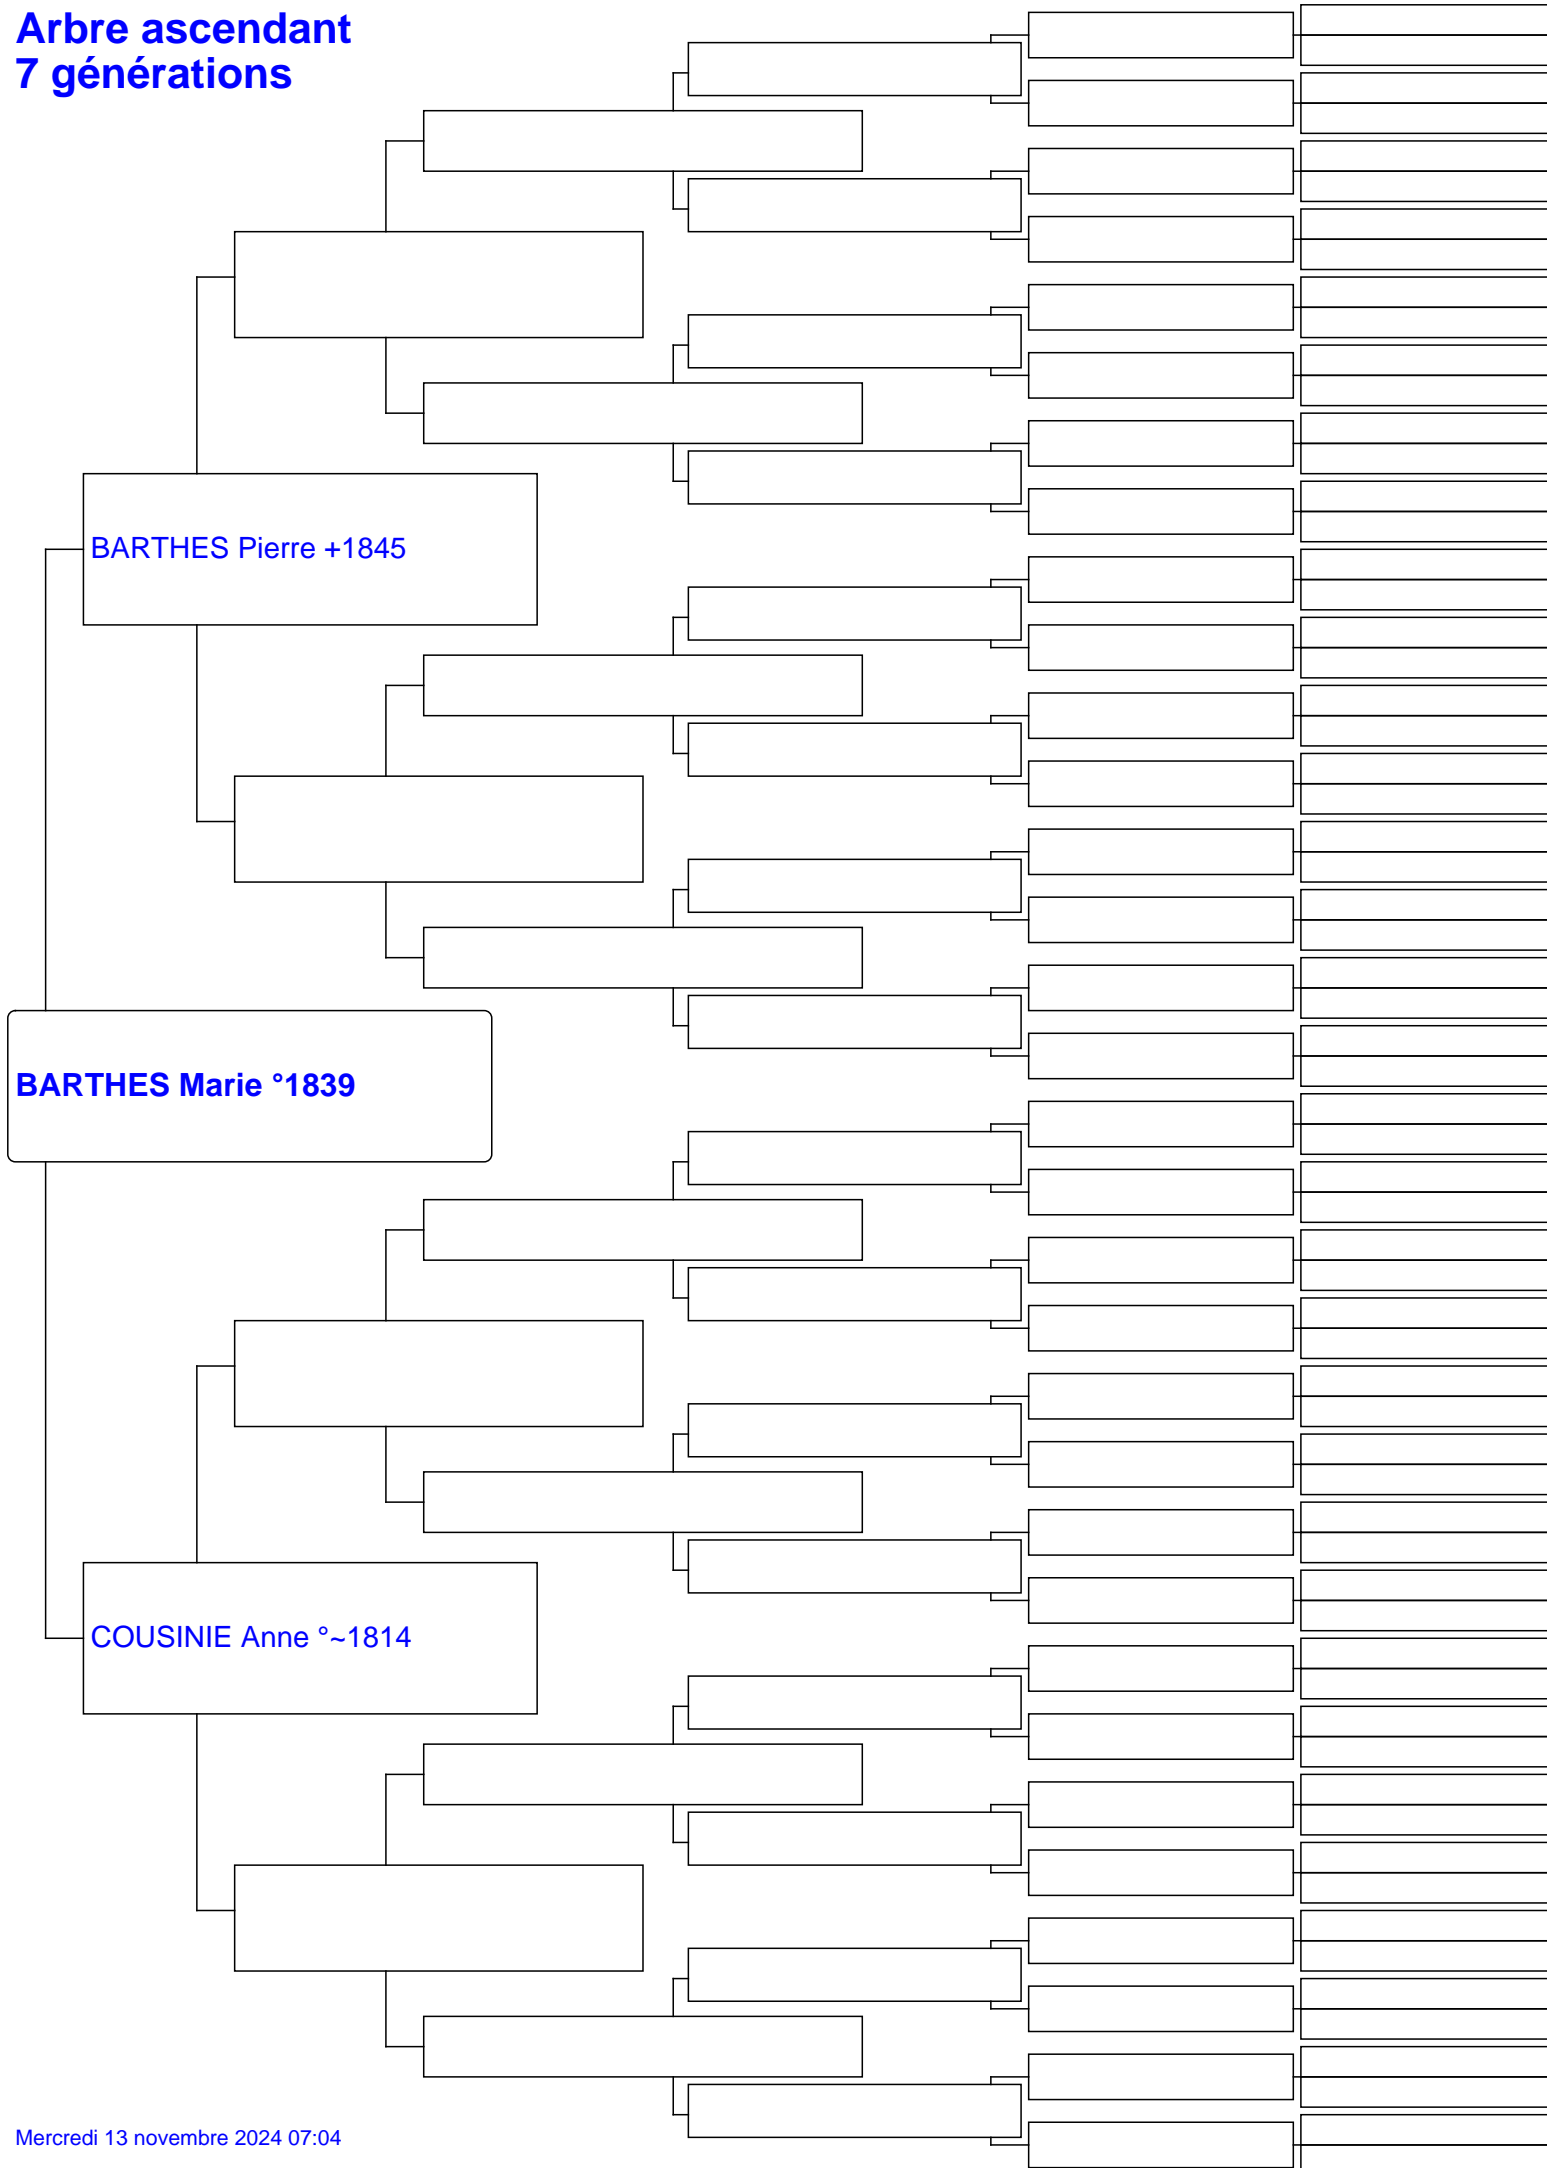 Arbre ascendant
7 générations
BARTHES Pierre +1845
BARTHES Marie °1839
COUSINIE Anne °~1814
Mercredi 13 novembre 2024 07:04